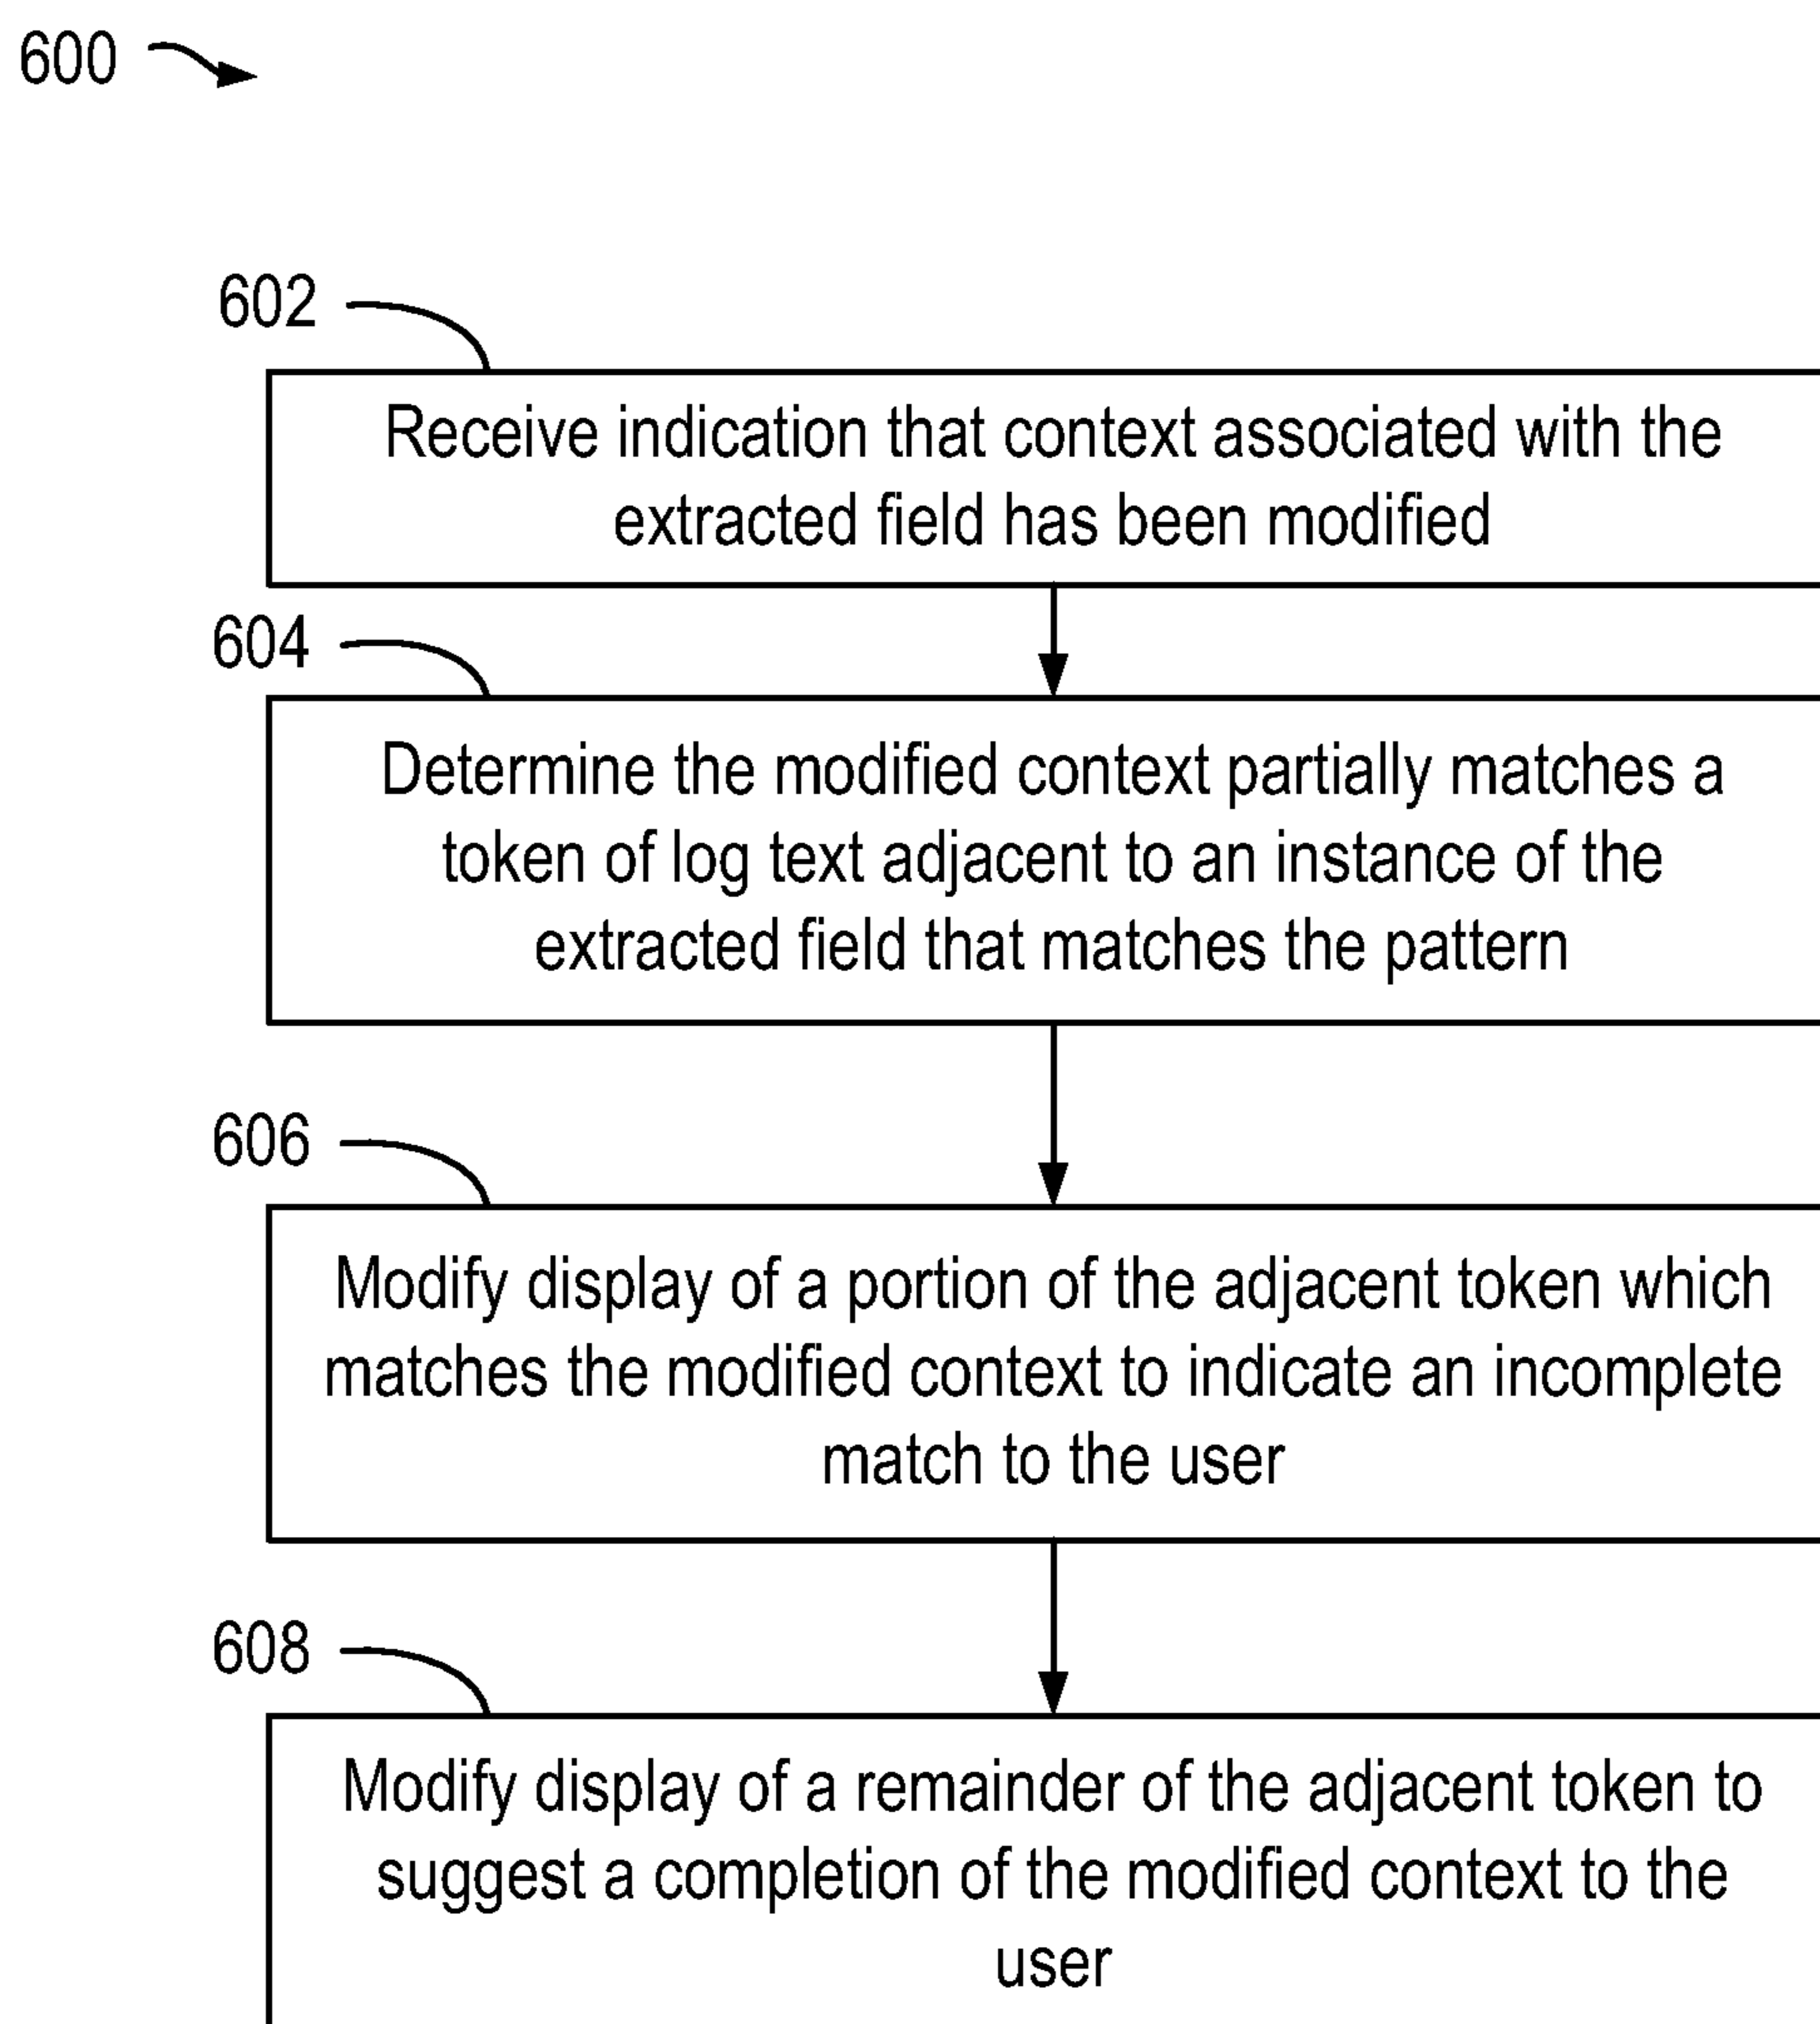 600
602
Receive indication that context associated with the
extracted field has been modified
604
Determine the modified context partially matches a
token of log text adjacent to an instance of the
extracted field that matches the pattern
606
Modify display of a portion of the adjacent token which
matches the modified context to indicate an incomplete
match to the user
608
Modify display of a remainder of the adjacent token to
suggest a completion of the modified context to the
user